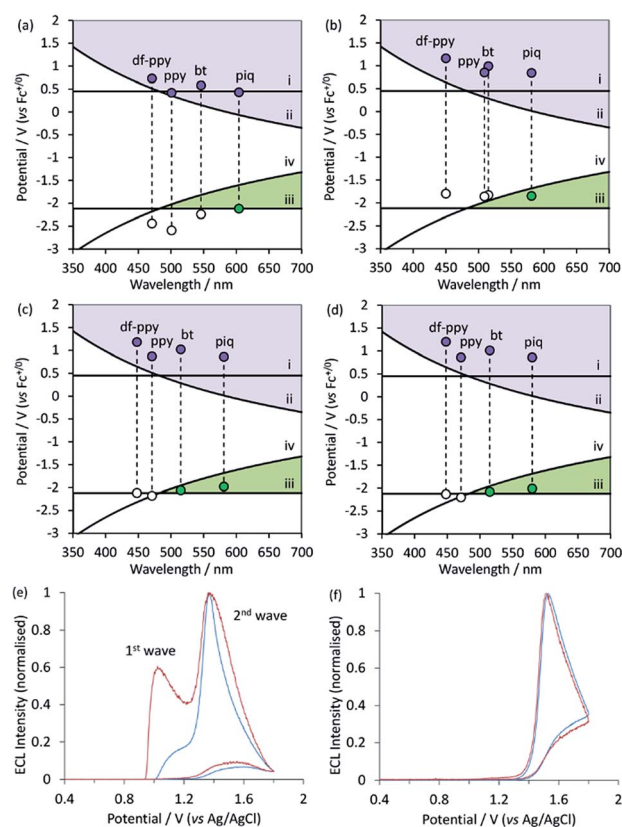 (a)
2
1.5
1
0.5
0
-0.5
-1
-1.5
-2
-2.5
-3
Potential / V (vs Fc+/0)
df-ppy
ppy
bt
piq
i
ii
iv
iii
350 400 450 500 550 600 650 700
Wavelength / nm
(b)
2
1.5
1
0.5
0
-0.5
-1
-1.5
-2
-2.5
-3
Potential / V (vs Fc+/0)
df-ppy
ppy
bt
piq
i
ii
iv
iii
350 400 450 500 550 600 650 700
Wavelength / nm
(c)
2
1.5
1
0.5
0
-0.5
-1
-1.5
-2
-2.5
-3
Potential / V (vs Fc+/0)
df-ppy
ppy
bt
piq
i
ii
iv
iii
350 400 450 500 550 600 650 700
Wavelength / nm
(d)
2
1.5
1
0.5
0
-0.5
-1
-1.5
-2
-2.5
-3
Potential / V (vs Fc+/0)
df-ppy
ppy
bt
piq
i
ii
iv
iii
350 400 450 500 550 600 650 700
Wavelength / nm
(e)
1
0.8
0.6
0.4
0.2
0
ECL Intensity (normalised)
1st wave
2nd wave
0.4 0.8 1.2 1.6 2
Potential / V (vs Ag/AgCl)
(f)
1
0.8
0.6
0.4
0.2
0
ECL Intensity (normalised)
0.4 0.8 1.2 1.6 2
Potential / V (vs Ag/AgCl)